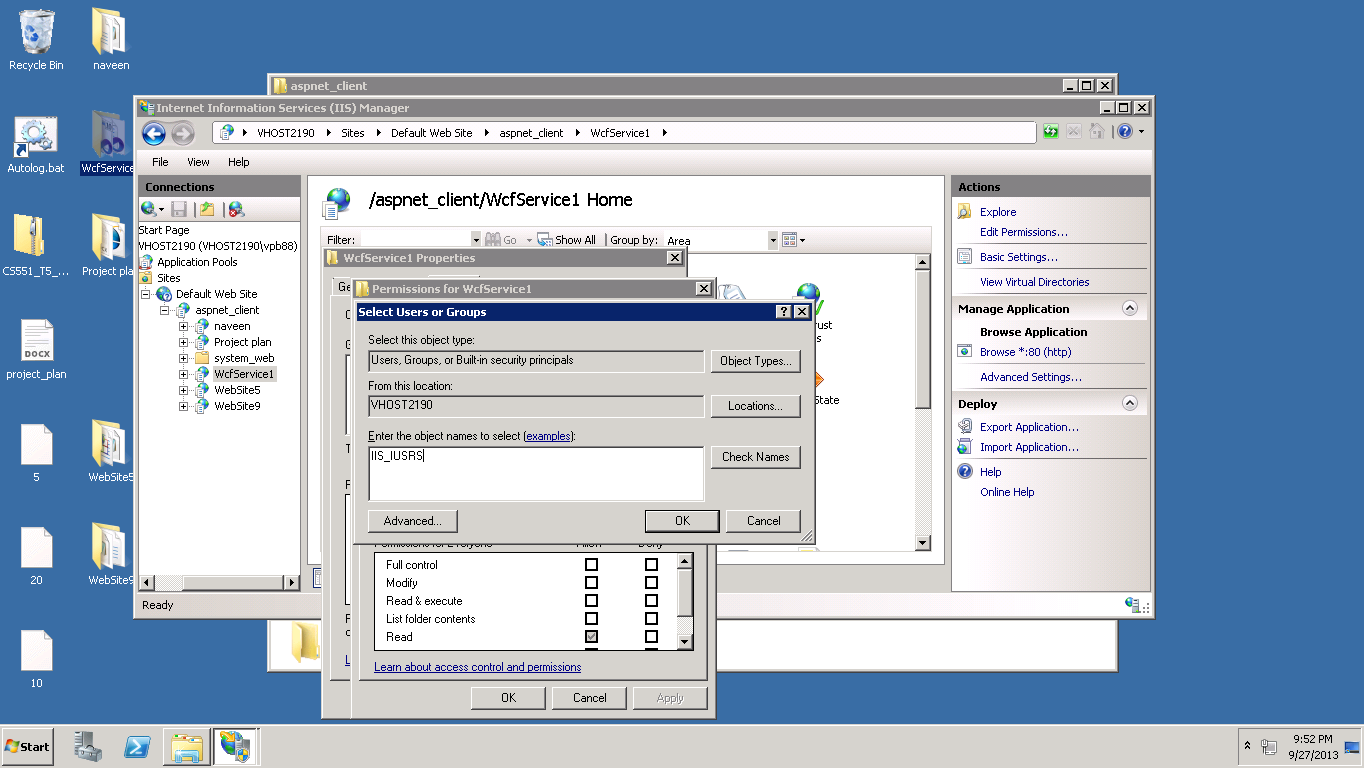 Recycle Bin
naveen
Autolog.bat
WcfService
CS551_T5_...
Project pla
project_plan
5
WebSite5
20
WebSite9
10
aspnet_client
Internet Information Services (IIS) Manager
VHOST2190
Sites
Default Web Site
aspnet_client
WcfService1
File
View
Help
Connections
Start Page
VHOST2190 (VHOST2190\vpb88)
Application Pools
Sites
Default Web Site
aspnet_client
naveen
Project plan
system_web
WcfService1
WebSite5
WebSite9
Ready
/aspnet_client/WcfService1 Home
Filter:
Go
Show All
Group by:
Area
WcfService1 Properties
Ge
Permissions for WcfService1
Select Users or Groups
Select this object type:
Users, Groups, or Built-in security principals
Object Types...
From this location:
VHOST2190
Locations...
Enter the object names to select (examples):
IIS_IUSRS
Check Names
Advanced...
OK
Cancel
Full control
Modify
Read & execute
List folder contents
Read
Learn about access control and permissions
OK
Cancel
Apply
Actions
Explore
Edit Permissions...
Basic Settings...
View Virtual Directories
Manage Application
Browse Application
Browse *:80 (http)
Advanced Settings...
Deploy
Export Application...
Import Application...
Help
Online Help
Start
9:52 PM
9/27/2013